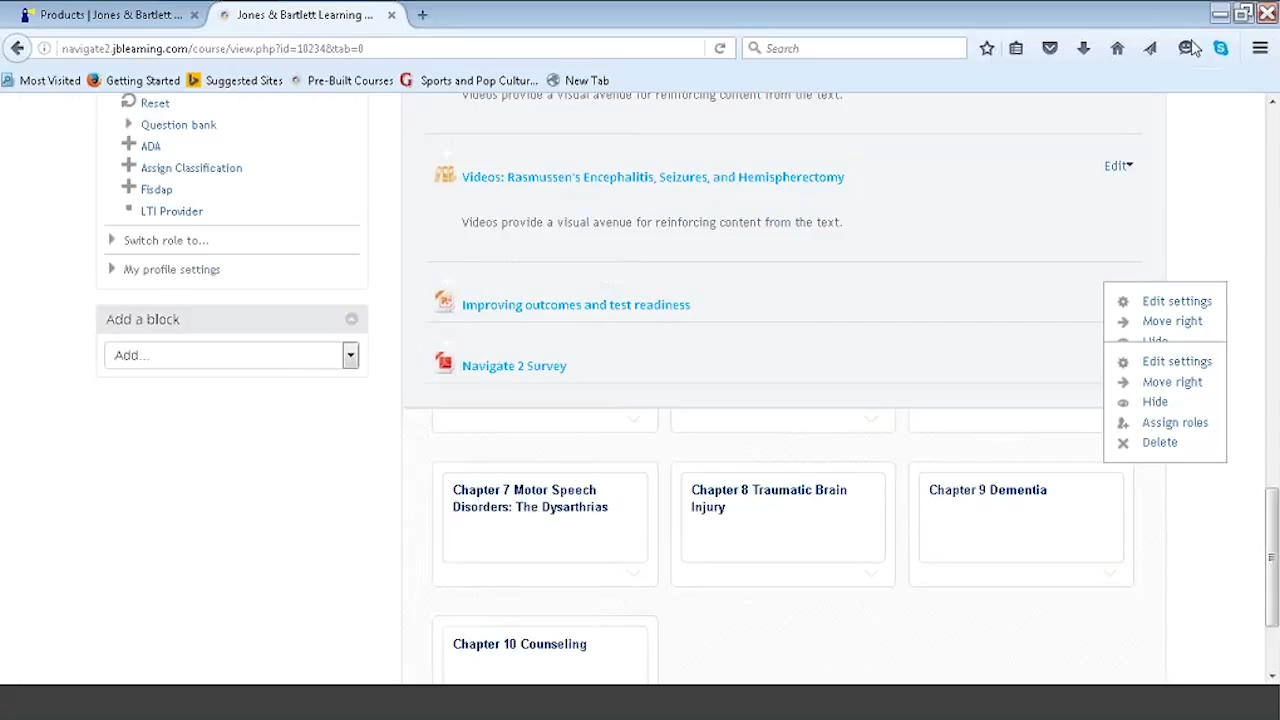 Products | Jones & Bartlett ...
Jones & Bartlett Learning ...
navigate2.jblearning.com/course/view.php?id=10234&tab=0
Search
Most Visited
Getting Started
Suggested Sites
Pre-Built Courses
Sports and Pop Cultur...
New Tab
Reset
Question bank
ADA
Assign Classification
Fisdap
LTI Provider
Switch role to...
My profile settings
Add a block
Add...
Videos provide a visual avenue for reinforcing content from the text.
Videos: Rasmussen's Encephalitis, Seizures, and Hemispherectomy
Edit
Videos provide a visual avenue for reinforcing content from the text.
Improving outcomes and test readiness
Edit settings
Move right
Hide
Navigate 2 Survey
Edit settings
Move right
Hide
Assign roles
Delete
Chapter 7 Motor Speech
Disorders: The Dysarthrias
Chapter 8 Traumatic Brain
Injury
Chapter 9 Dementia
Chapter 10 Counseling